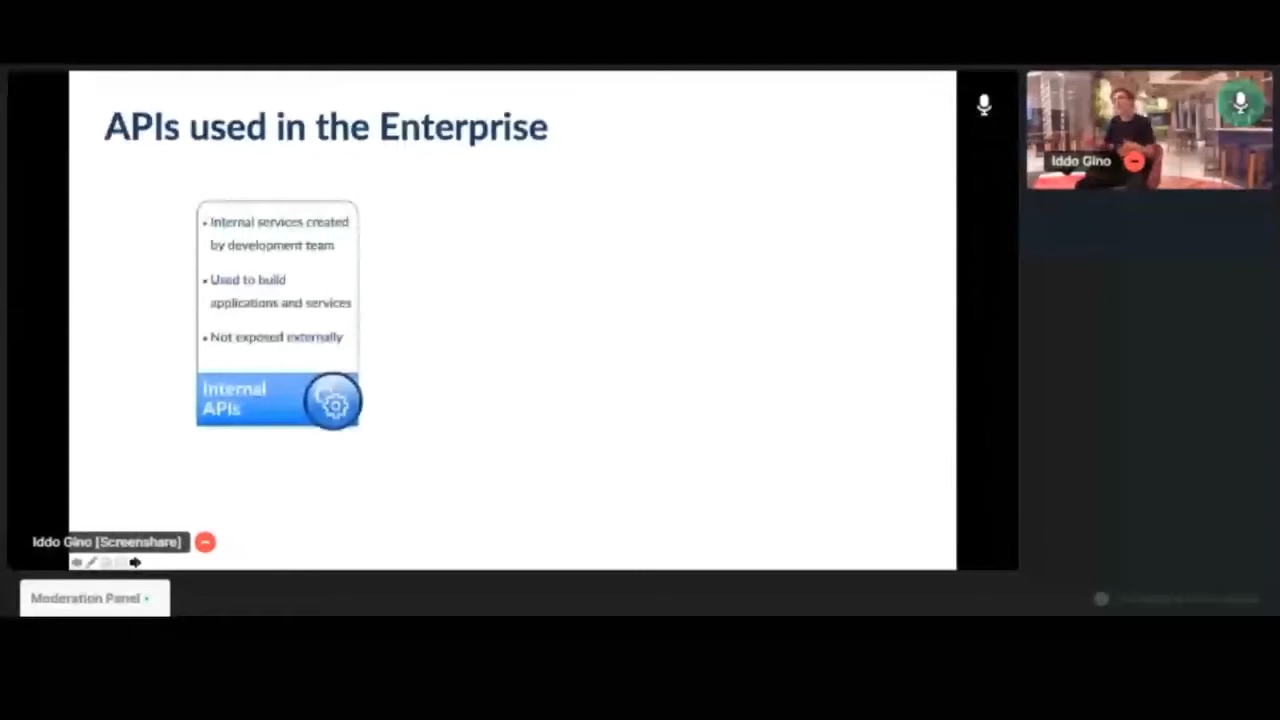 APIs used in the Enterprise
• Internal services created
by development team
• Used to build
applications and services
• Not exposed externally
Internal
APIs
Iddo Gino
Iddo Gino [Screenshare]
Moderation Panel